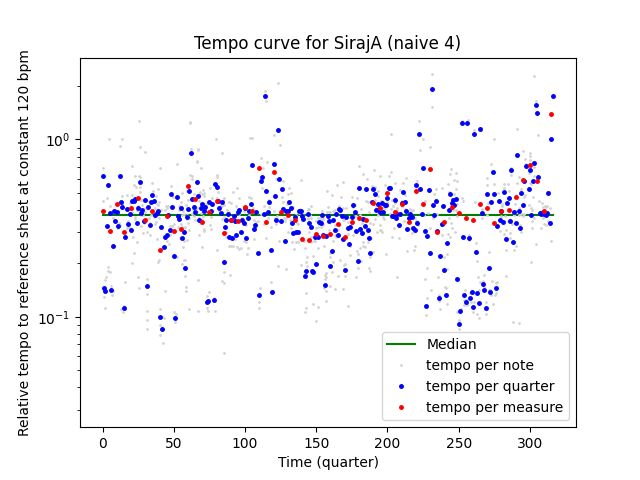 Tempo curve for SirajA (naive 4)
Relative tempo to reference sheet at constant 120 bpm
10⁰
10⁻¹
Median
tempo per note
tempo per quarter
tempo per measure
0 50 100 150 200 250 300
Time (quarter)